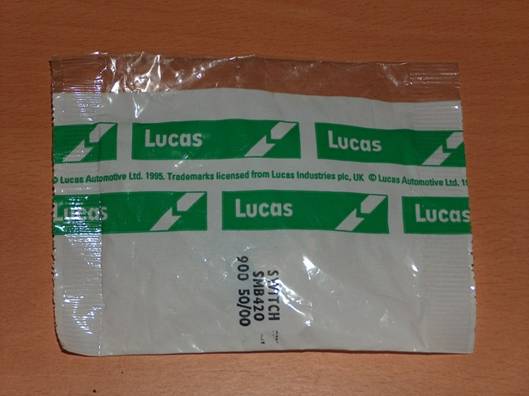 Lucas Lucas
© Lucas Automotive Ltd. 1995. Trademarks licensed from Lucas Industries plc, UK © Lucas Automotive Ltd. 19
Lucas Lucas Lucas
SWITCH
SMB420
900 50/00